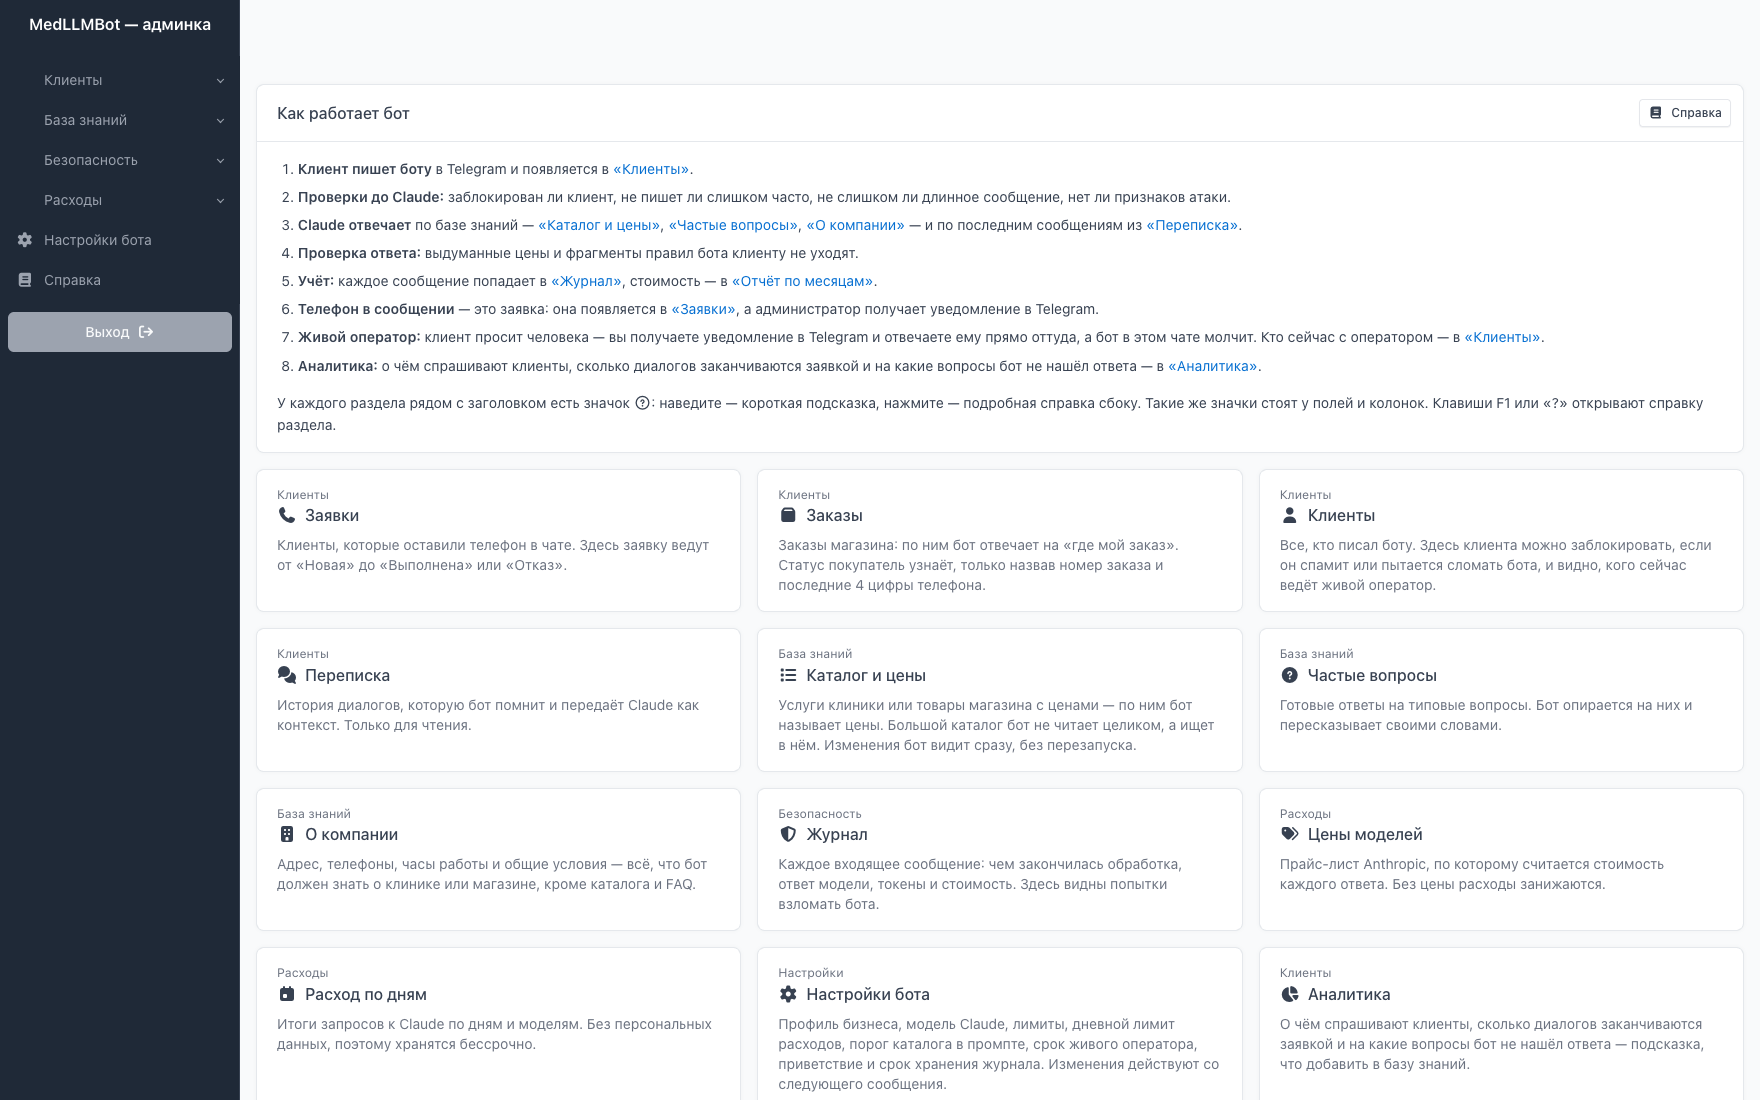 MedLLMBot — админка
Клиенты
База знаний
Безопасность
Расходы
Настройки бота
Справка
Выход
Как работает бот
Справка
1. Клиент пишет боту в Telegram и появляется в «Клиенты».
2. Проверки до Claude: заблокирован ли клиент, не пишет ли слишком часто, не слишком ли длинное сообщение, нет ли признаков атаки.
3. Claude отвечает по базе знаний — «Каталог и цены», «Частые вопросы», «О компании» — и по последним сообщениям из «Переписка».
4. Проверка ответа: выдуманные цены и фрагменты правил бота клиенту не уходят.
5. Учёт: каждое сообщение попадает в «Журнал», стоимость — в «Отчёт по месяцам».
6. Телефон в сообщении — это заявка: она появляется в «Заявки», а администратор получает уведомление в Telegram.
7. Живой оператор: клиент просит человека — вы получаете уведомление в Telegram и отвечаете ему прямо оттуда, а бот в этом чате молчит. Кто сейчас с оператором — в «Клиенты».
8. Аналитика: о чём спрашивают клиенты, сколько диалогов заканчиваются заявкой и на какие вопросы бот не нашёл ответа — в «Аналитика».
У каждого раздела рядом с заголовком есть значок ?: наведите — короткая подсказка, нажмите — подробная справка сбоку. Такие же значки стоят у полей и колонок. Клавиши F1 или «?» открывают справку
раздела.
Клиенты
Заявки
Клиенты, которые оставили телефон в чате. Здесь заявку ведут
от «Новая» до «Выполнена» или «Отказ».
Клиенты
Заказы
Заказы магазина: по ним бот отвечает на «где мой заказ».
Статус покупатель узнаёт, только назвав номер заказа и
последние 4 цифры телефона.
Клиенты
Клиенты
Все, кто писал боту. Здесь клиента можно заблокировать, если
он спамит или пытается сломать бота, и видно, кого сейчас
ведёт живой оператор.
Клиенты
Переписка
История диалогов, которую бот помнит и передаёт Claude как
контекст. Только для чтения.
База знаний
Каталог и цены
Услуги клиники или товары магазина с ценами — по ним бот
называет цены. Большой каталог бот не читает целиком, а ищет
в нём. Изменения бот видит сразу, без перезапуска.
База знаний
Частые вопросы
Готовые ответы на типовые вопросы. Бот опирается на них и
пересказывает своими словами.
База знаний
О компании
Адрес, телефоны, часы работы и общие условия — всё, что бот
должен знать о клинике или магазине, кроме каталога и FAQ.
Безопасность
Журнал
Каждое входящее сообщение: чем закончилась обработка,
ответ модели, токены и стоимость. Здесь видны попытки
взломать бота.
Расходы
Цены моделей
Прайс-лист Anthropic, по которому считается стоимость
каждого ответа. Без цены расходы занижаются.
Расходы
Расход по дням
Итоги запросов к Claude по дням и моделям. Без персональных
данных, поэтому хранятся бессрочно.
Настройки
Настройки бота
Профиль бизнеса, модель Claude, лимиты, дневной лимит
расходов, порог каталога в промпте, срок живого оператора,
приветствие и срок хранения журнала. Изменения действуют со
следующего сообщения.
Клиенты
Аналитика
О чём спрашивают клиенты, сколько диалогов заканчиваются
заявкой и на какие вопросы бот не нашёл ответа — подсказка,
что добавить в базу знаний.